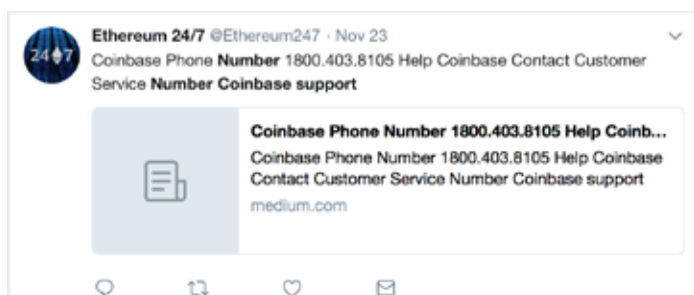 Ethereum 24/7 @Ethereum247 · Nov 23
24 7
Coinbase Phone Number 1800.403.8105 Help Coinbase Contact Customer
Service Number Coinbase support
Coinbase Phone Number 1800.403.8105 Help Coinb...
Coinbase Phone Number 1800.403.8105 Help Coinbase
Contact Customer Service Number Coinbase support
medium.com